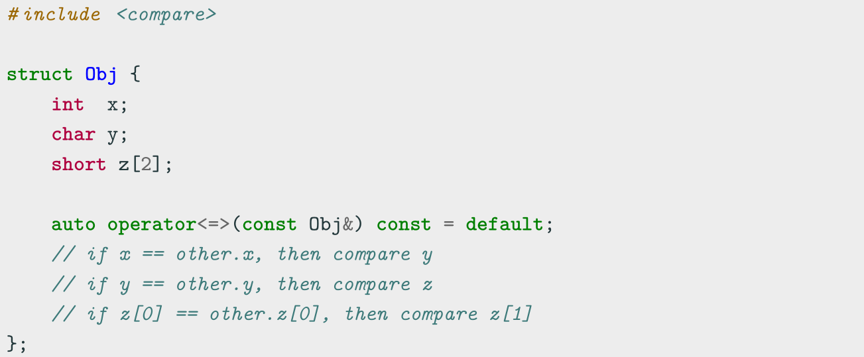 #include <compare>
struct Obj {
int x;
char y;
short z[2];
auto operator<=>(const Obj&) const = default;
// if x == other.x, then compare y
// if y == other.y, then compare z
// if z[0] == other.z[0], then compare z[1]
};